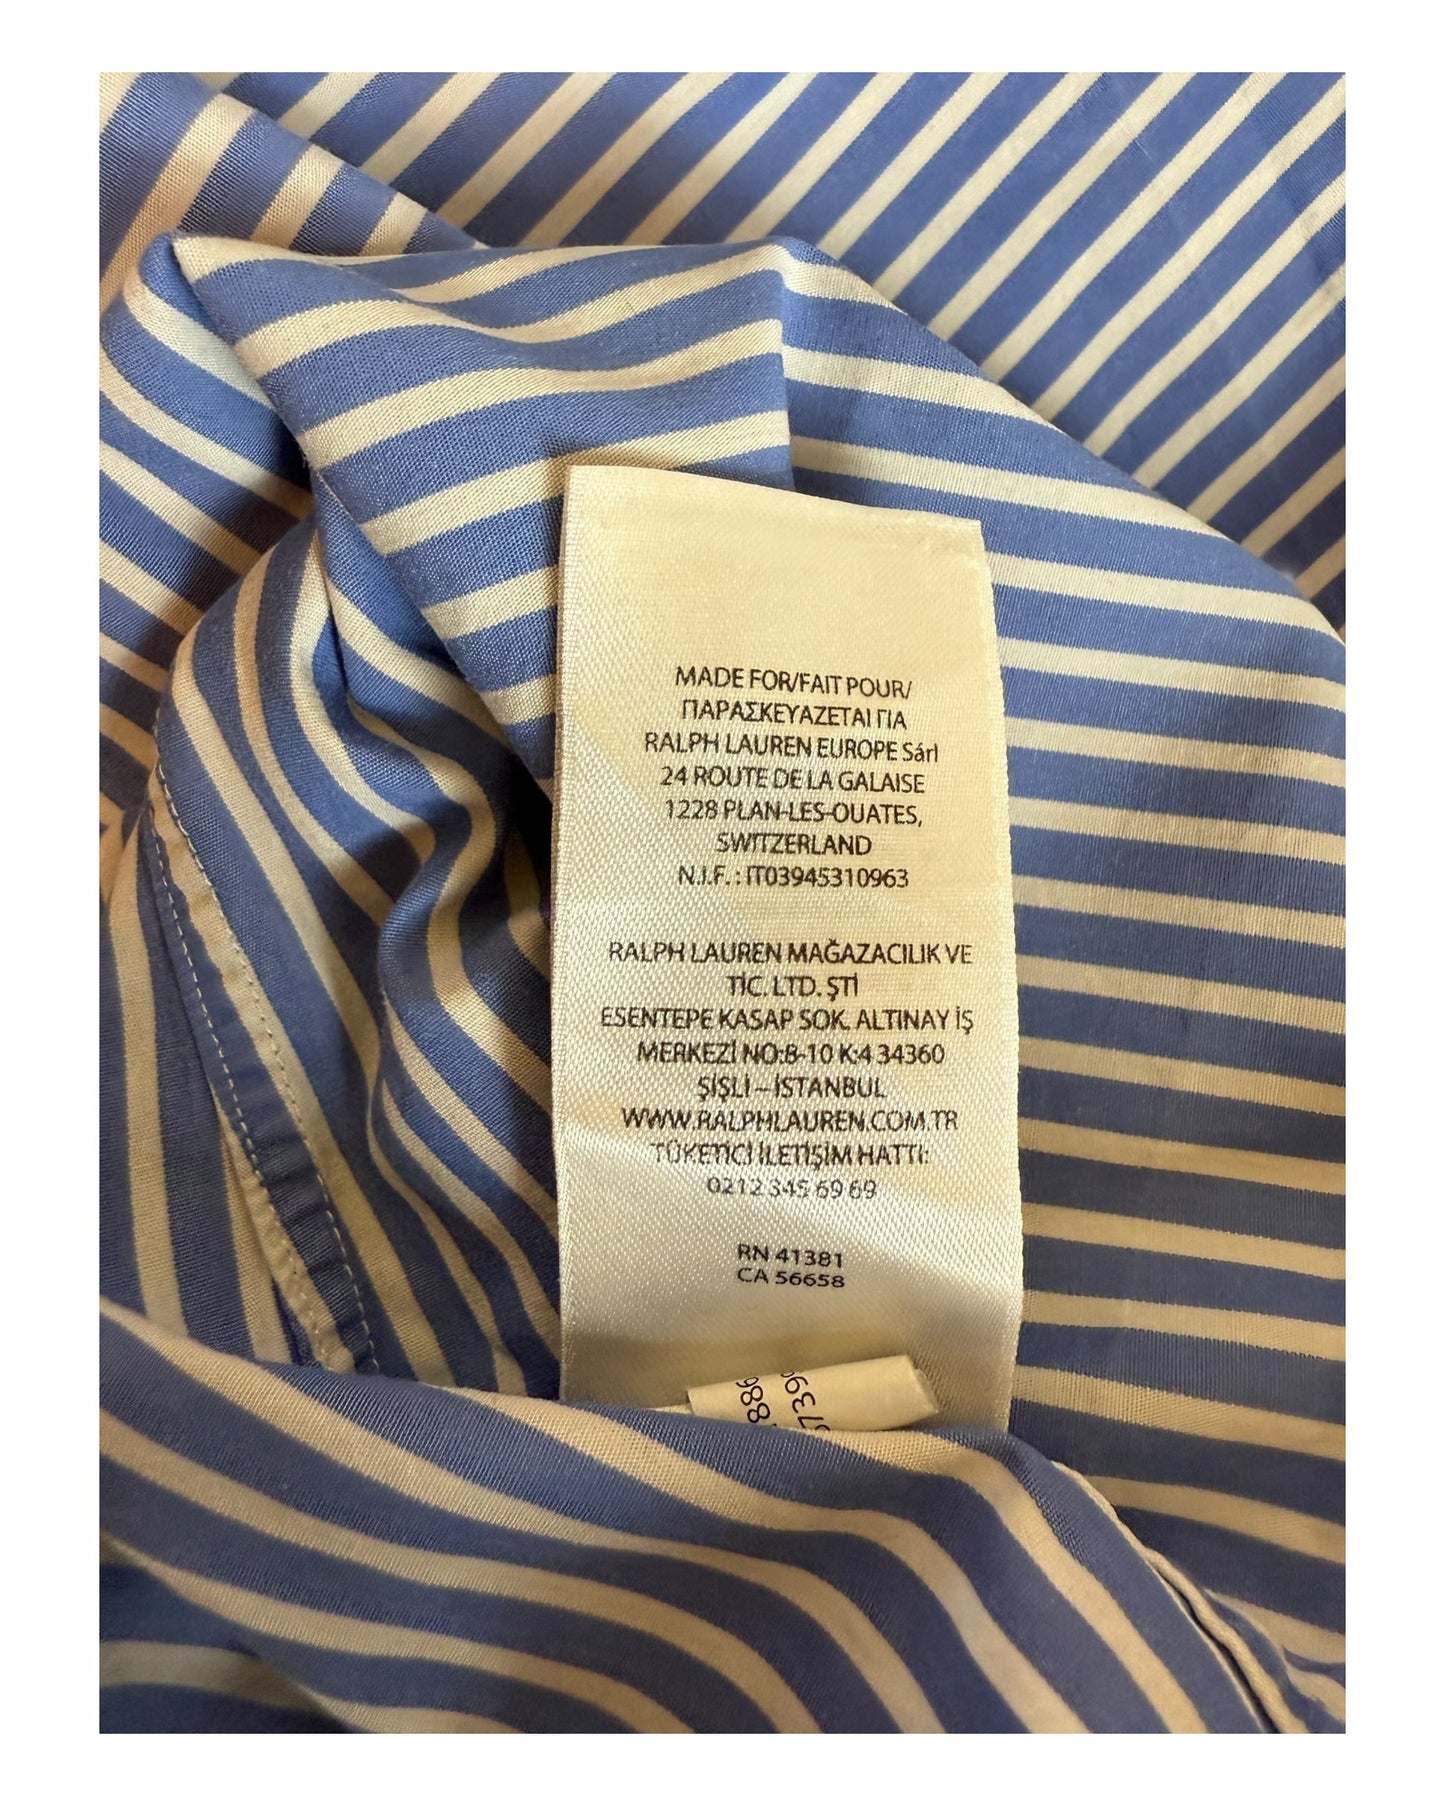 MADE FOR/FAIT POUR/
ΠΑΡΑΣΚΕΥΑΖΕΤΑΙ ΓΙΑ
RALPH LAUREN EUROPE Sárl
24 ROUTE DE LA GALAISE
1228 PLAN-LES-OUATES,
SWITZERLAND
N.I.F. : IT03945310963
RALPH LAUREN MAĞAZACILIK VE
TİC. LTD. ŞTİ
ESENTEPE KASAP SOK. ALTINAY İŞ
MERKEZİ NO:8-10 K:4 34360
ŞİŞLİ – İSTANBUL
WWW.RALPHLAUREN.COM.TR
TÜKETİCİ İLETİŞİM HATTI:
0212 345 69 69
RN 41381
CA 56658